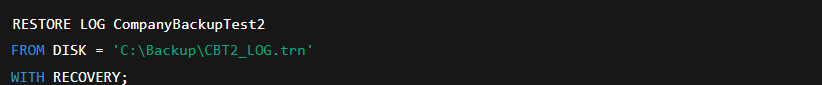 RESTORE LOG CompanyBackupTest2
FROM DISK = 'C:\Backup\CBT2_LOG.trn'
WITH RECOVERY;